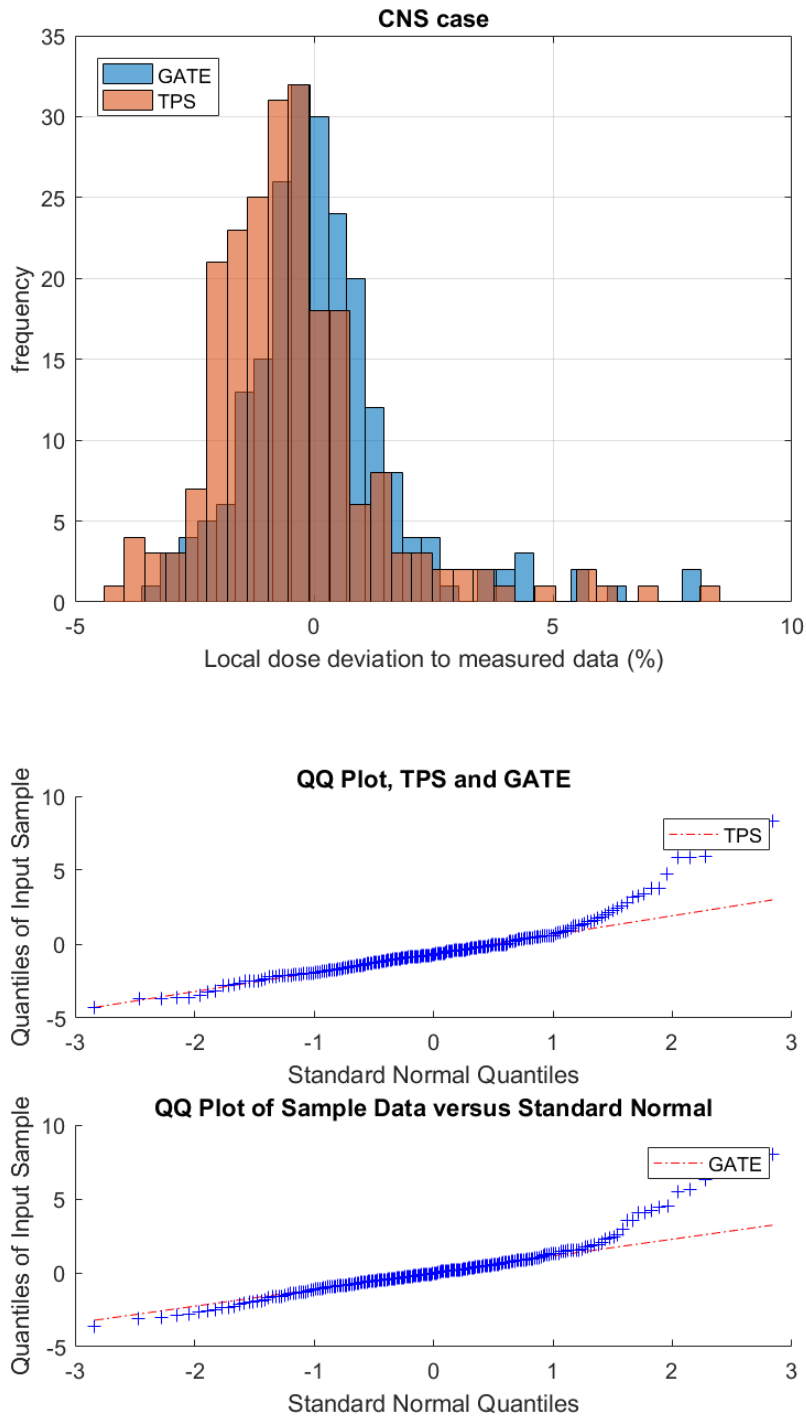 CNS case
35
30
25
20
15
10
5
0
frequency
GATE
TPS
-5
0
5
10
Local dose deviation to measured data (%)
QQ Plot, TPS and GATE
10
5
0
-5
Quantiles of Input Sample
TPS
-3
-2
-1
0
1
2
3
Standard Normal Quantiles
QQ Plot of Sample Data versus Standard Normal
10
5
0
-5
Quantiles of Input Sample
GATE
-3
-2
-1
0
1
2
3
Standard Normal Quantiles